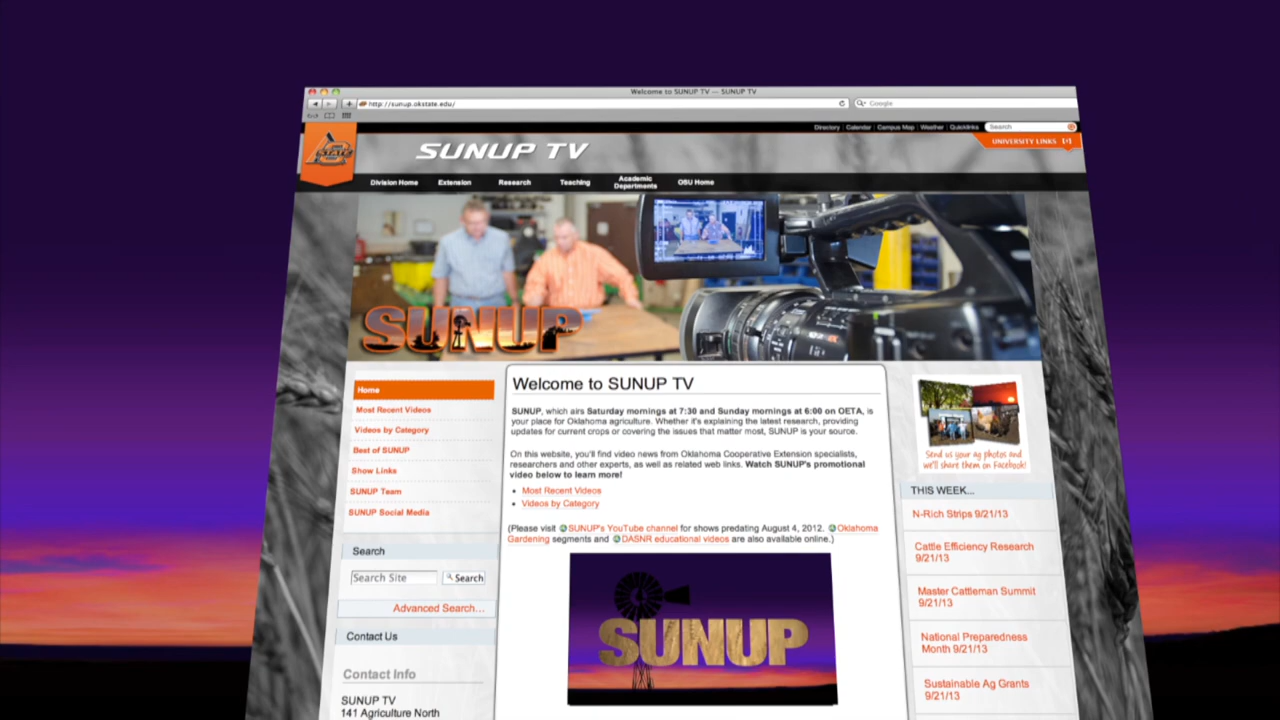 Welcome to SUNUP TV — SUNUP TV
http://sunup.okstate.edu/
Google
Directory | Calendar | Campus Map | Weather | Quicklinks
Search
UNIVERSITY LINKS [+]
STATE
SUNUP TV
Division Home
Extension
Research
Teaching
Academic
Departments
OSU Home
SUNUP
Home
Most Recent Videos
Videos by Category
Best of SUNUP
Show Links
SUNUP Team
SUNUP Social Media
Search
Search Site
Search
Advanced Search…
Contact Us
Contact Info
SUNUP TV
141 Agriculture North
Welcome to SUNUP TV
SUNUP, which airs Saturday mornings at 7:30 and Sunday mornings at 6:00 on OETA, is
your place for Oklahoma agriculture. Whether it's explaining the latest research, providing
updates for current crops or covering the issues that matter most, SUNUP is your source.
On this website, you'll find video news from Oklahoma Cooperative Extension specialists,
researchers and other experts, as well as related web links. Watch SUNUP's promotional
video below to learn more!
• Most Recent Videos
• Videos by Category
(Please visit SUNUP's YouTube channel for shows predating August 4, 2012. Oklahoma
Gardening segments and DASNR educational videos are also available online.)
SUNUP
Send us your ag photos and
we'll share them on Facebook!
THIS WEEK...
N-Rich Strips 9/21/13
Cattle Efficiency Research
9/21/13
Master Cattleman Summit
9/21/13
National Preparedness
Month 9/21/13
Sustainable Ag Grants
9/21/13